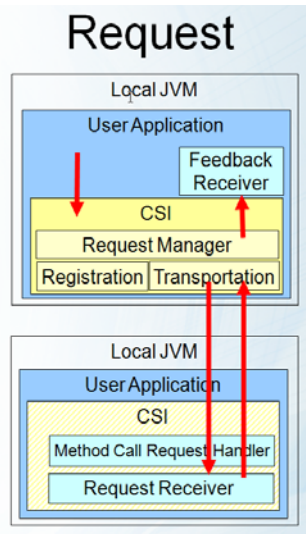 Request
Local JVM
User Application
Feedback
Receiver
CSI
Request Manager
Registration Transportation
Local JVM
User Application
CSI
Method Call Request Handler
Request Receiver